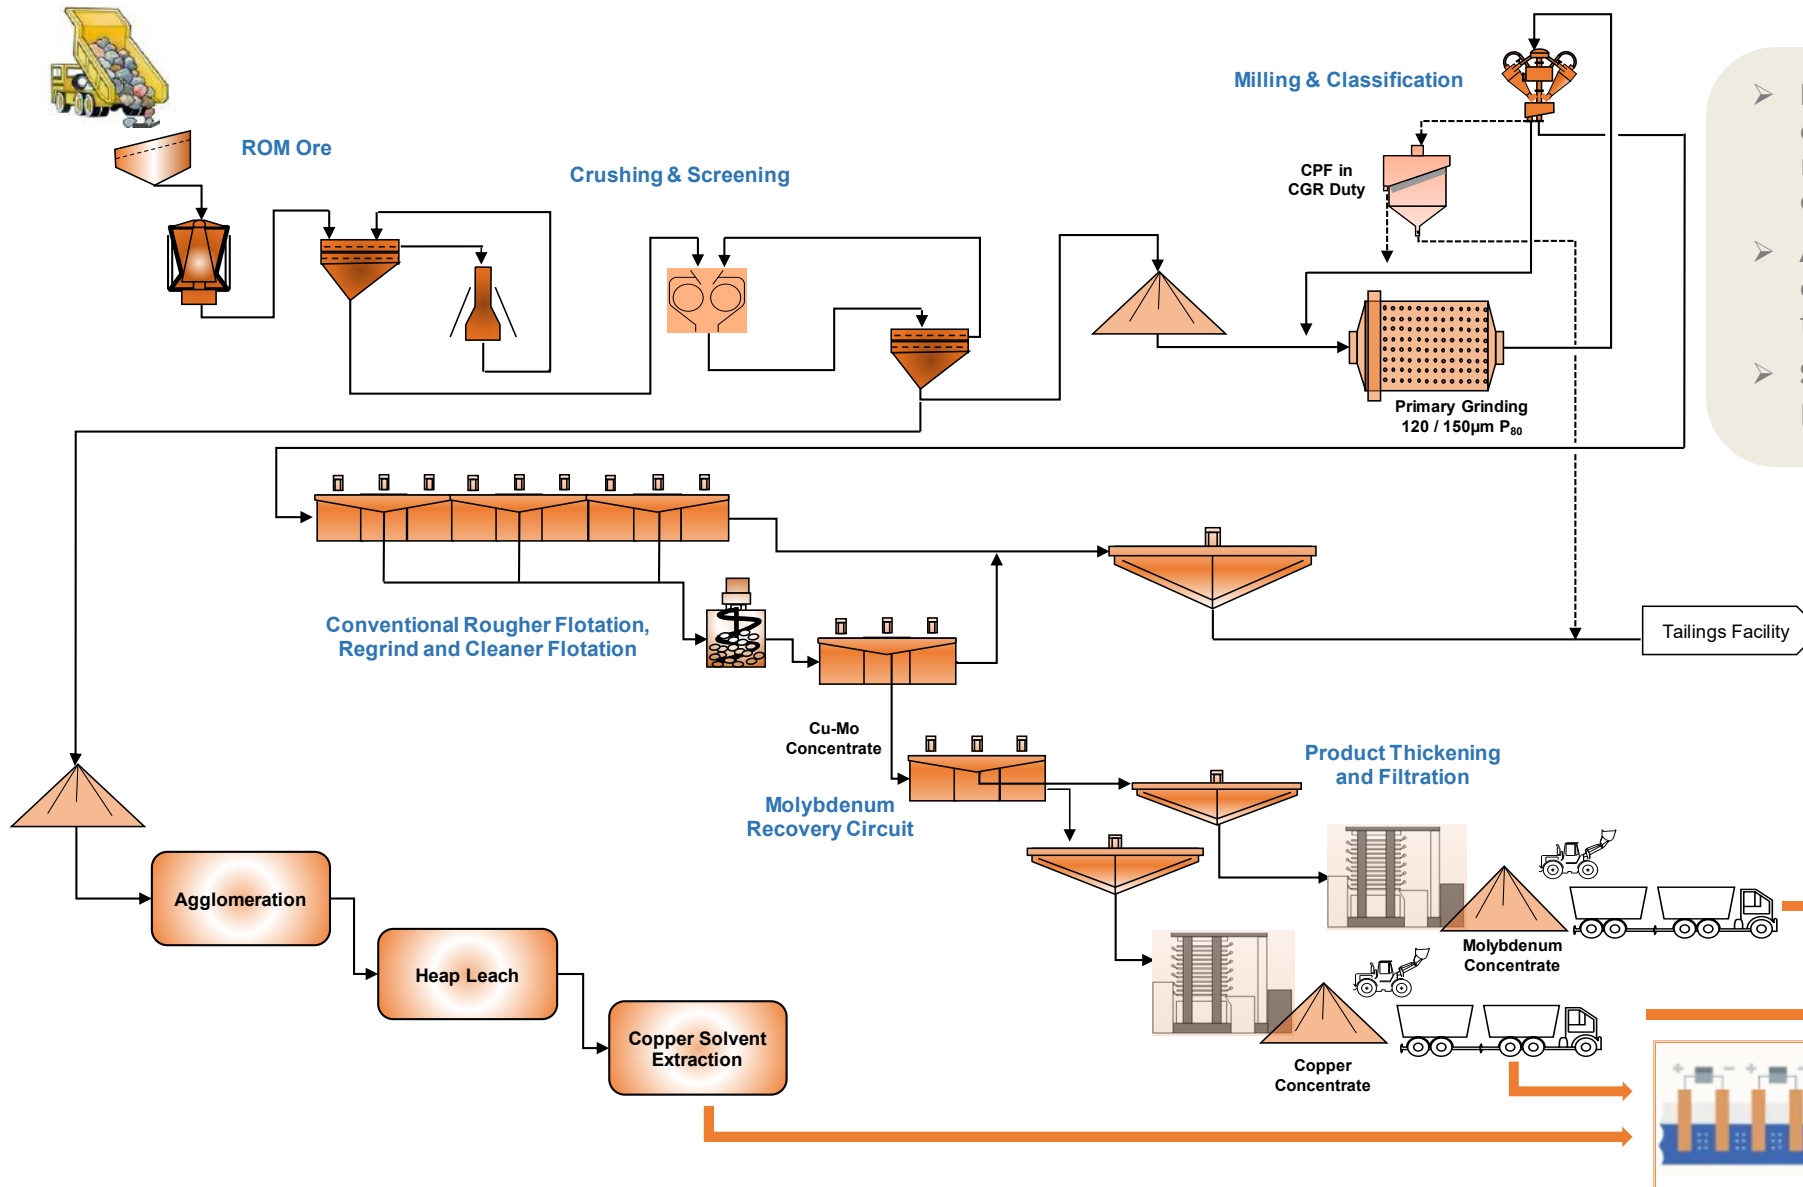 Milling & Classification
ROM Ore
Crushing & Screening
CPF in
CGR Duty
Primary Grinding
120 / 150µm P₈₀
Conventional Rougher Flotation,
Regrind and Cleaner Flotation
Tailings Facility
Cu-Mo
Concentrate
Product Thickening
and Filtration
Molybdenum
Recovery Circuit
Agglomeration
Molybdenum
Concentrate
Heap Leach
Copper Solvent
Extraction
Copper
Concentrate